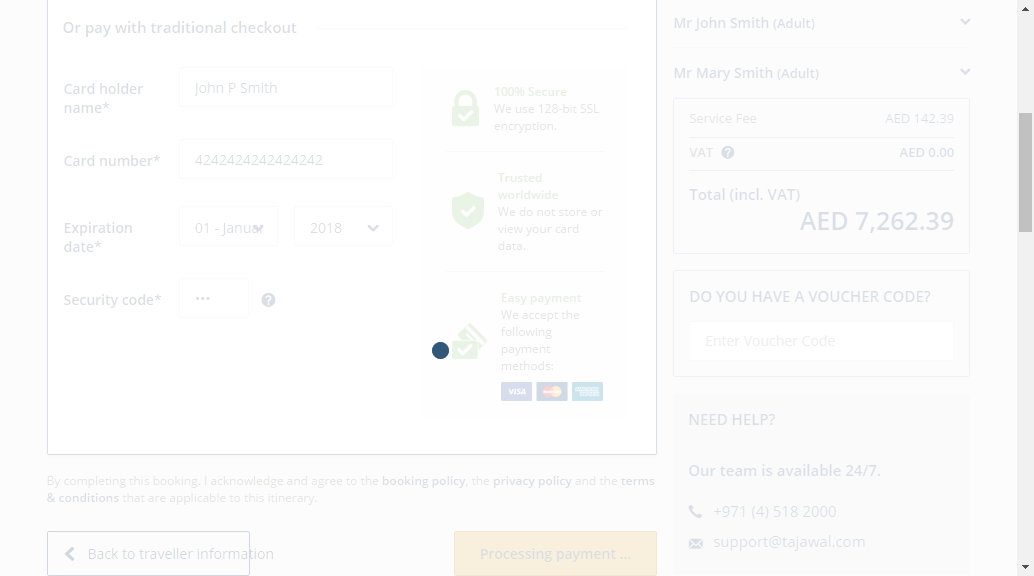 Or pay with traditional checkout
Card holder
name*
John P Smith
Card number*
4242424242424242
Expiration
date*
01 - Januar
2018
Security code*
•••
?
100% Secure
We use 128-bit SSL
encryption.
Trusted
worldwide
We do not store or
view your card
data.
Easy payment
We accept the
following
payment
methods:
VISA
By completing this booking. I acknowledge and agree to the booking policy, the privacy policy and the terms
& conditions that are applicable to this itinerary.
Back to traveller information
Processing payment ...
Mr John Smith (Adult)
Mr Mary Smith (Adult)
Service Fee AED 142.39
VAT ? AED 0.00
Total (incl. VAT)
AED 7,262.39
DO YOU HAVE A VOUCHER CODE?
Enter Voucher Code
NEED HELP?
Our team is available 24/7.
+971 (4) 518 2000
support@tajawal.com